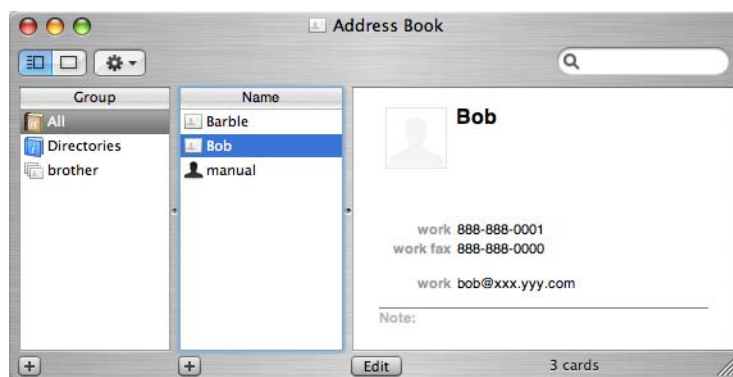 Address Book
Group
All
Directories
brother
Name
Barble
Bob
manual
Bob
work 888-888-0001
work fax 888-888-0000
work bob@xxx.yyy.com
Note:
Edit
3 cards